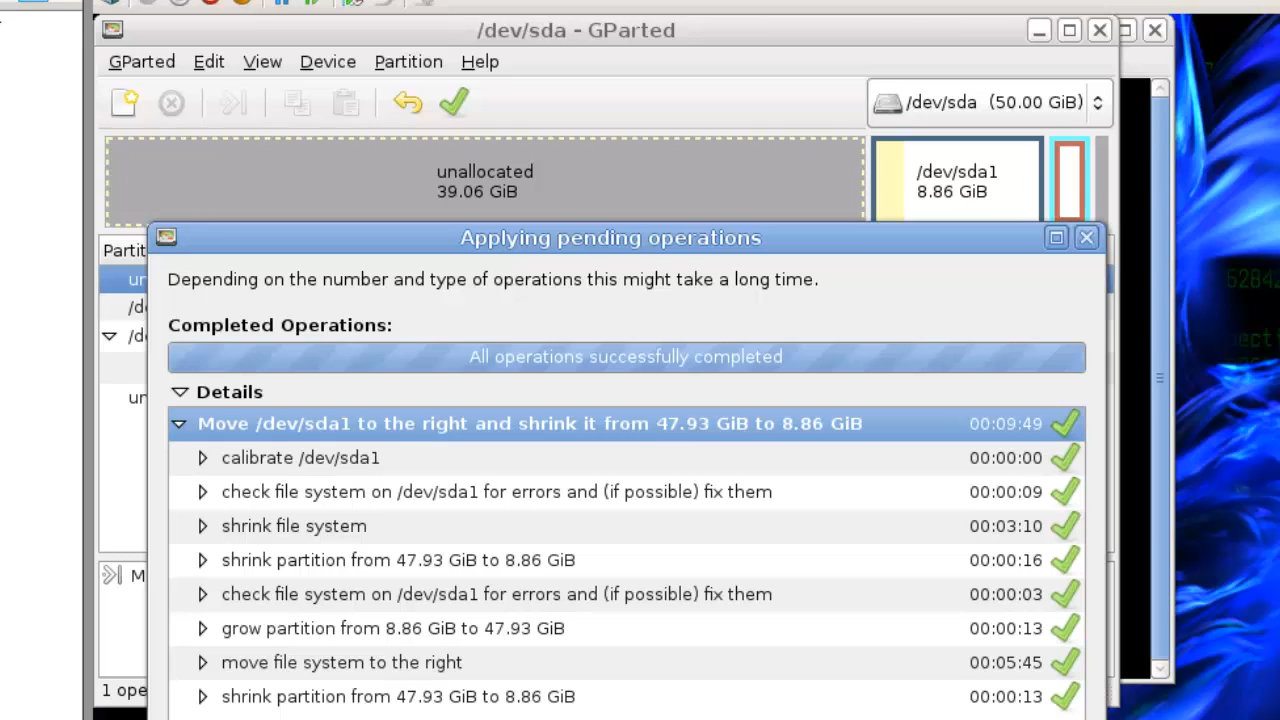 /dev/sda - GParted
GParted Edit View Device Partition Help
/dev/sda (50.00 GiB)
unallocated
39.06 GiB
/dev/sda1
8.86 GiB
Partit
Applying pending operations
un
Depending on the number and type of operations this might take a long time.
/de
Completed Operations:
/de
All operations successfully completed
Details
un
Move /dev/sda1 to the right and shrink it from 47.93 GiB to 8.86 GiB 00:09:49
calibrate /dev/sda1 00:00:00
check file system on /dev/sda1 for errors and (if possible) fix them 00:00:09
shrink file system 00:03:10
shrink partition from 47.93 GiB to 8.86 GiB 00:00:16
M
check file system on /dev/sda1 for errors and (if possible) fix them 00:00:03
grow partition from 8.86 GiB to 47.93 GiB 00:00:13
move file system to the right 00:05:45
1 ope
shrink partition from 47.93 GiB to 8.86 GiB 00:00:13